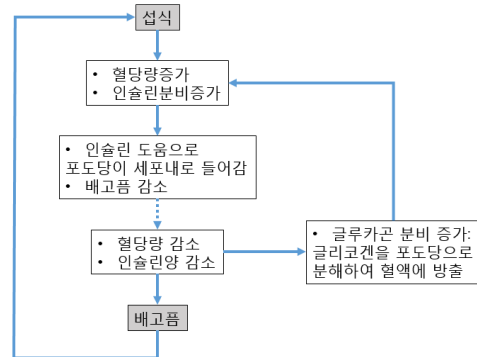 섭식
• 혈당량증가
• 인슐린분비증가
• 인슐린 도움으로
포도당이 세포내로 들어감
• 배고픔 감소
• 혈당량 감소
• 인슐린양 감소
• 글루카곤 분비 증가:
글리코겐을 포도당으로
분해하여 혈액에 방출
배고픔